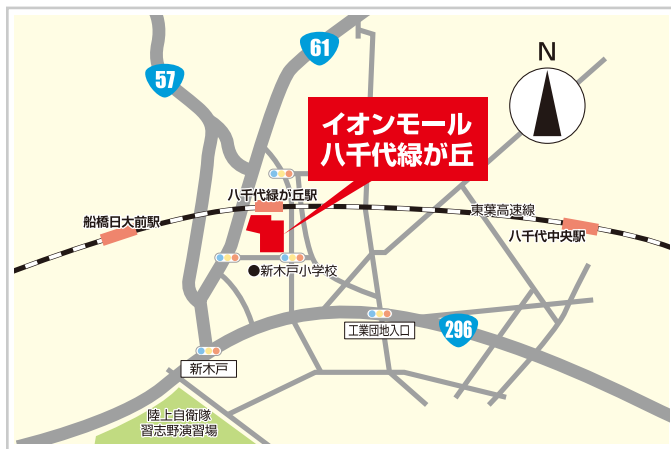 61
57
N
イオンモール
八千代緑が丘
八千代緑が丘駅
船橋日大前駅
東葉高速線
八千代中央駅
●新木戸小学校
工業団地入口
296
新木戸
陸上自衛隊
習志野演習場